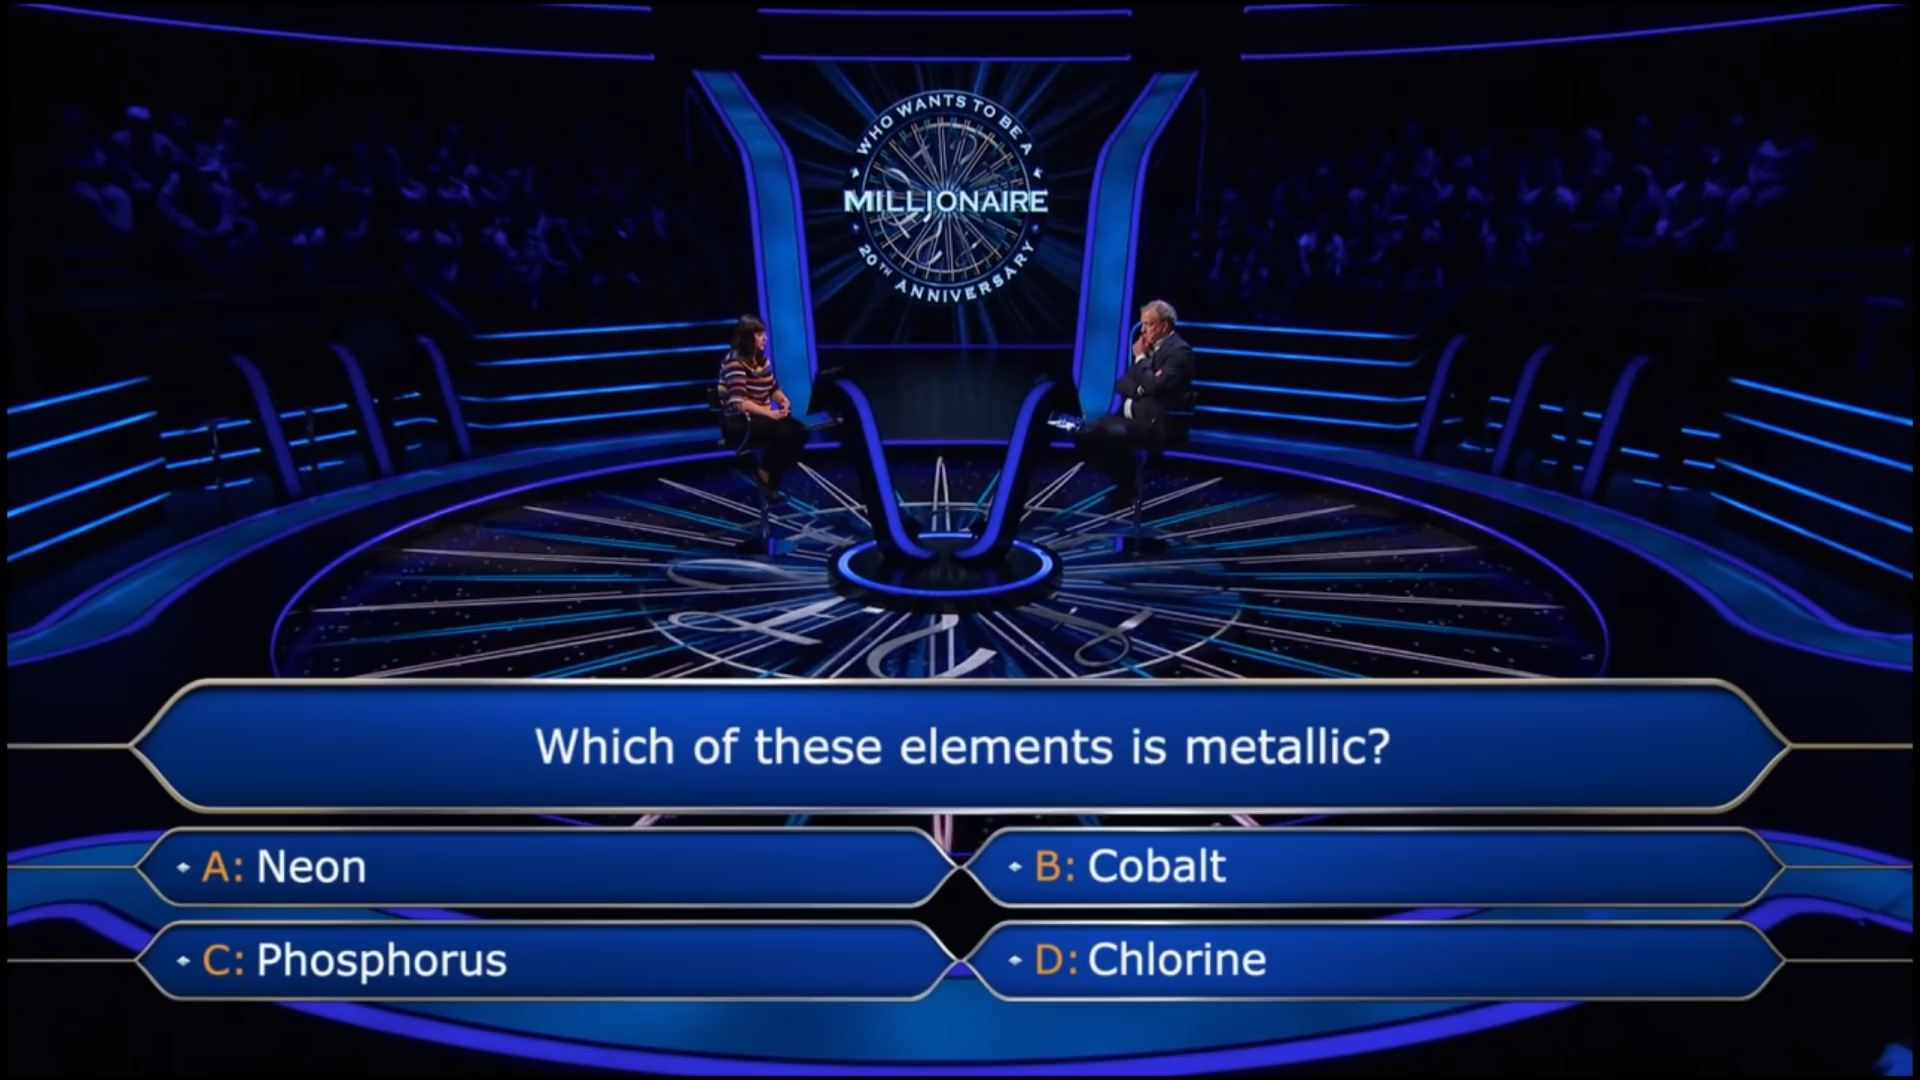 WHO WANTS TO BE A
MILLIONAIRE
20TH ANNIVERSARY
Which of these elements is metallic?
A: Neon
B: Cobalt
C: Phosphorus
D: Chlorine